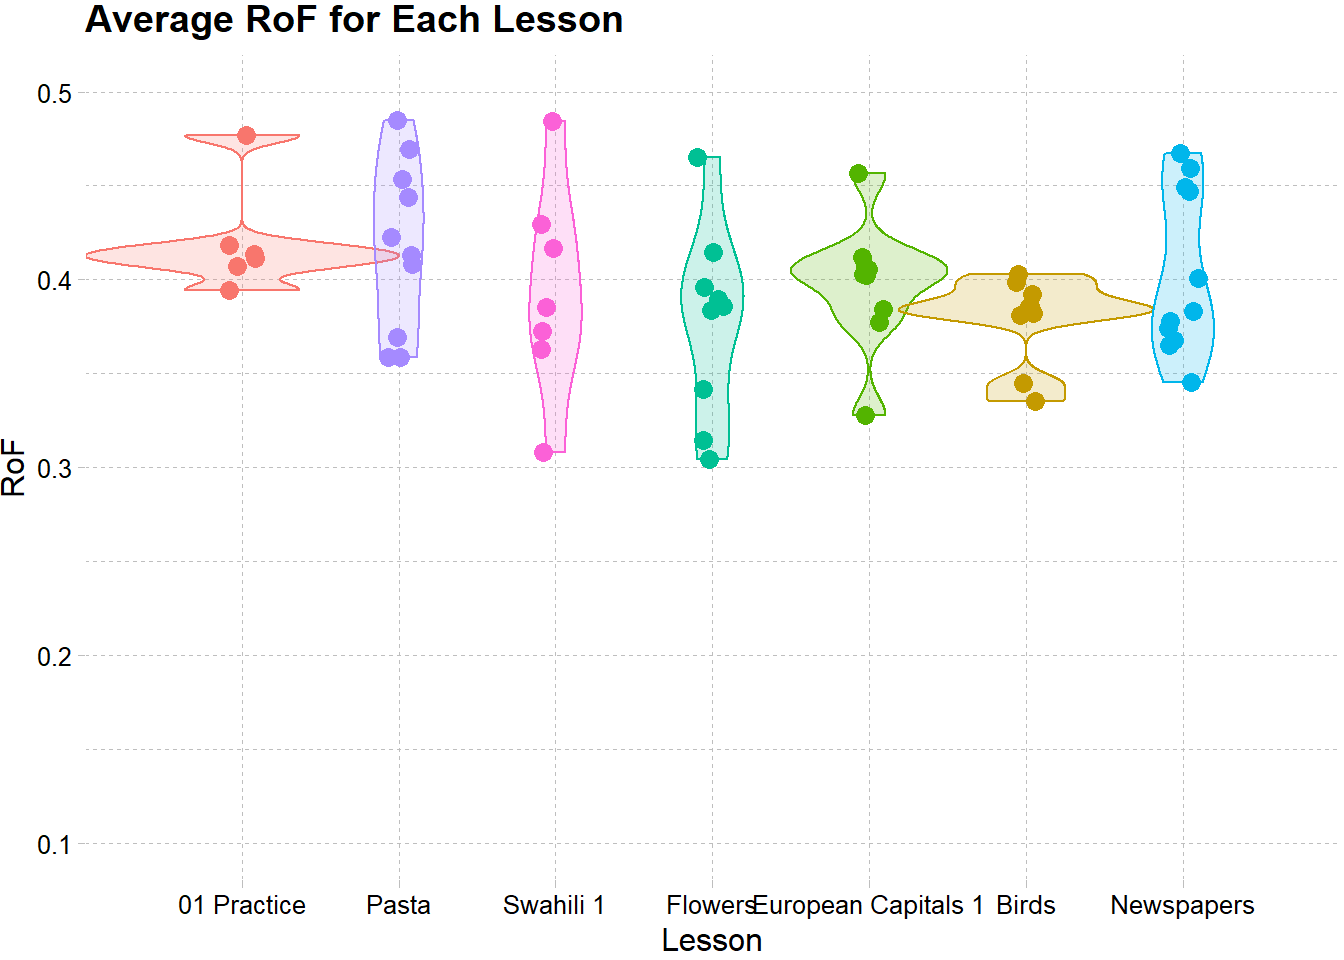 Average RoF for Each Lesson
RoF
0.5
0.4
0.3
0.2
0.1
01 Practice
Pasta
Swahili 1
Flowers
European Capitals 1
Birds
Newspapers
Lesson